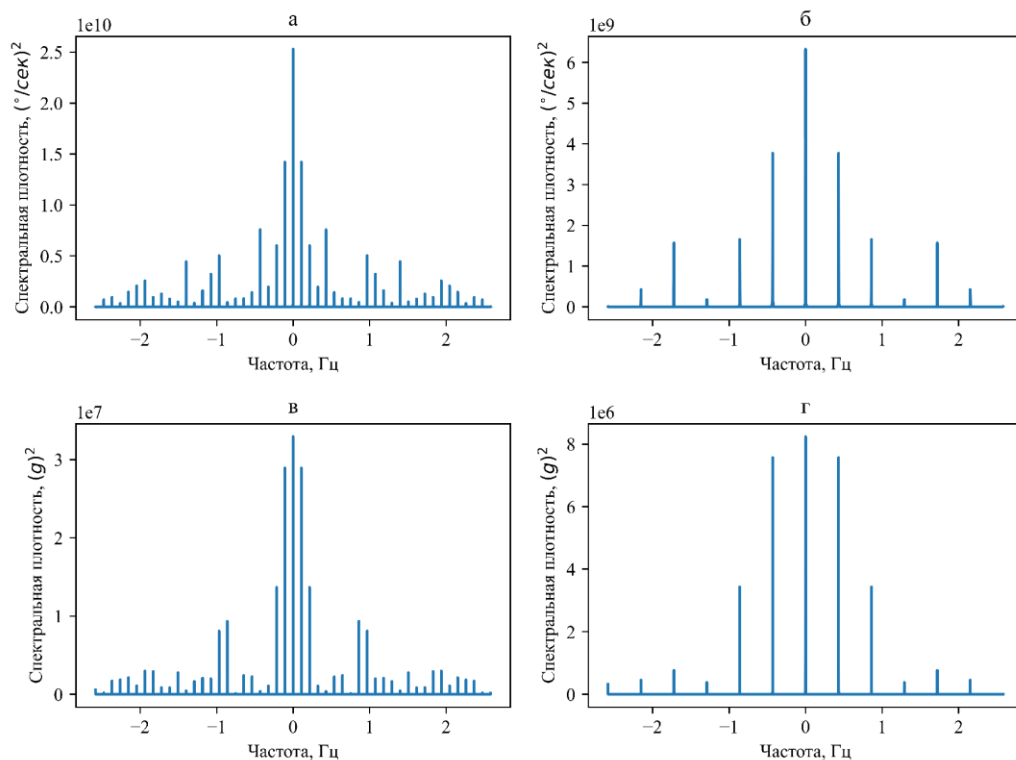 а
1e10
Спектральная плотность, (°/сек)²
2.5
2.0
1.5
1.0
0.5
0.0
−2 −1 0 1 2
Частота, Гц
б
1e9
Спектральная плотность, (°/сек)²
6
5
4
3
2
1
0
−2 −1 0 1 2
Частота, Гц
в
1e7
Спектральная плотность, (g)²
3
2
1
0
−2 −1 0 1 2
Частота, Гц
г
1e6
Спектральная плотность, (g)²
8
6
4
2
0
−2 −1 0 1 2
Частота, Гц